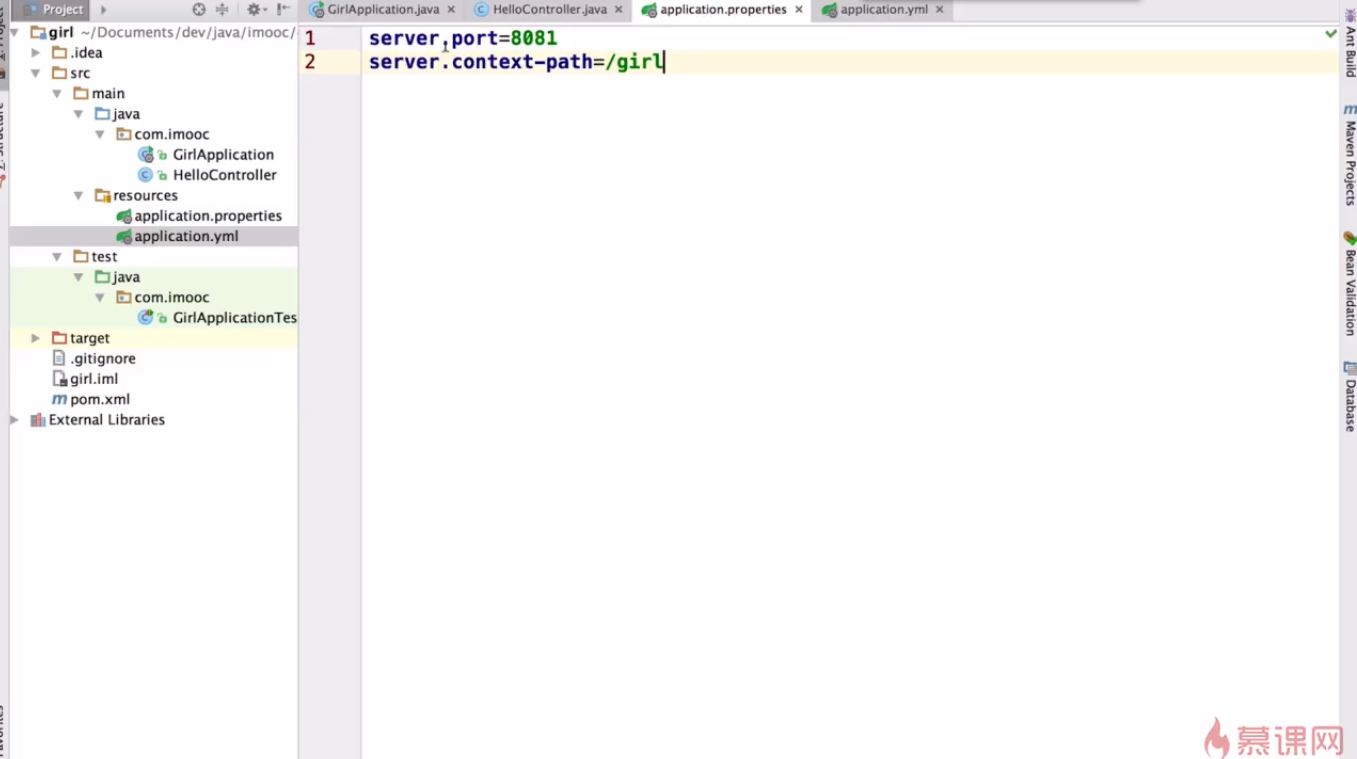 Project
GirlApplication.java
HelloController.java
application.properties
application.yml
girl ~/Documents/dev/java/imooc/
.idea
src
main
java
com.imooc
GirlApplication
HelloController
resources
application.properties
application.yml
test
java
com.imooc
GirlApplicationTes
target
.gitignore
girl.iml
pom.xml
External Libraries
1 server.port=8081
2 server.context-path=/girl
Ant Build
Maven Projects
Bean Validation
Database
慕课网